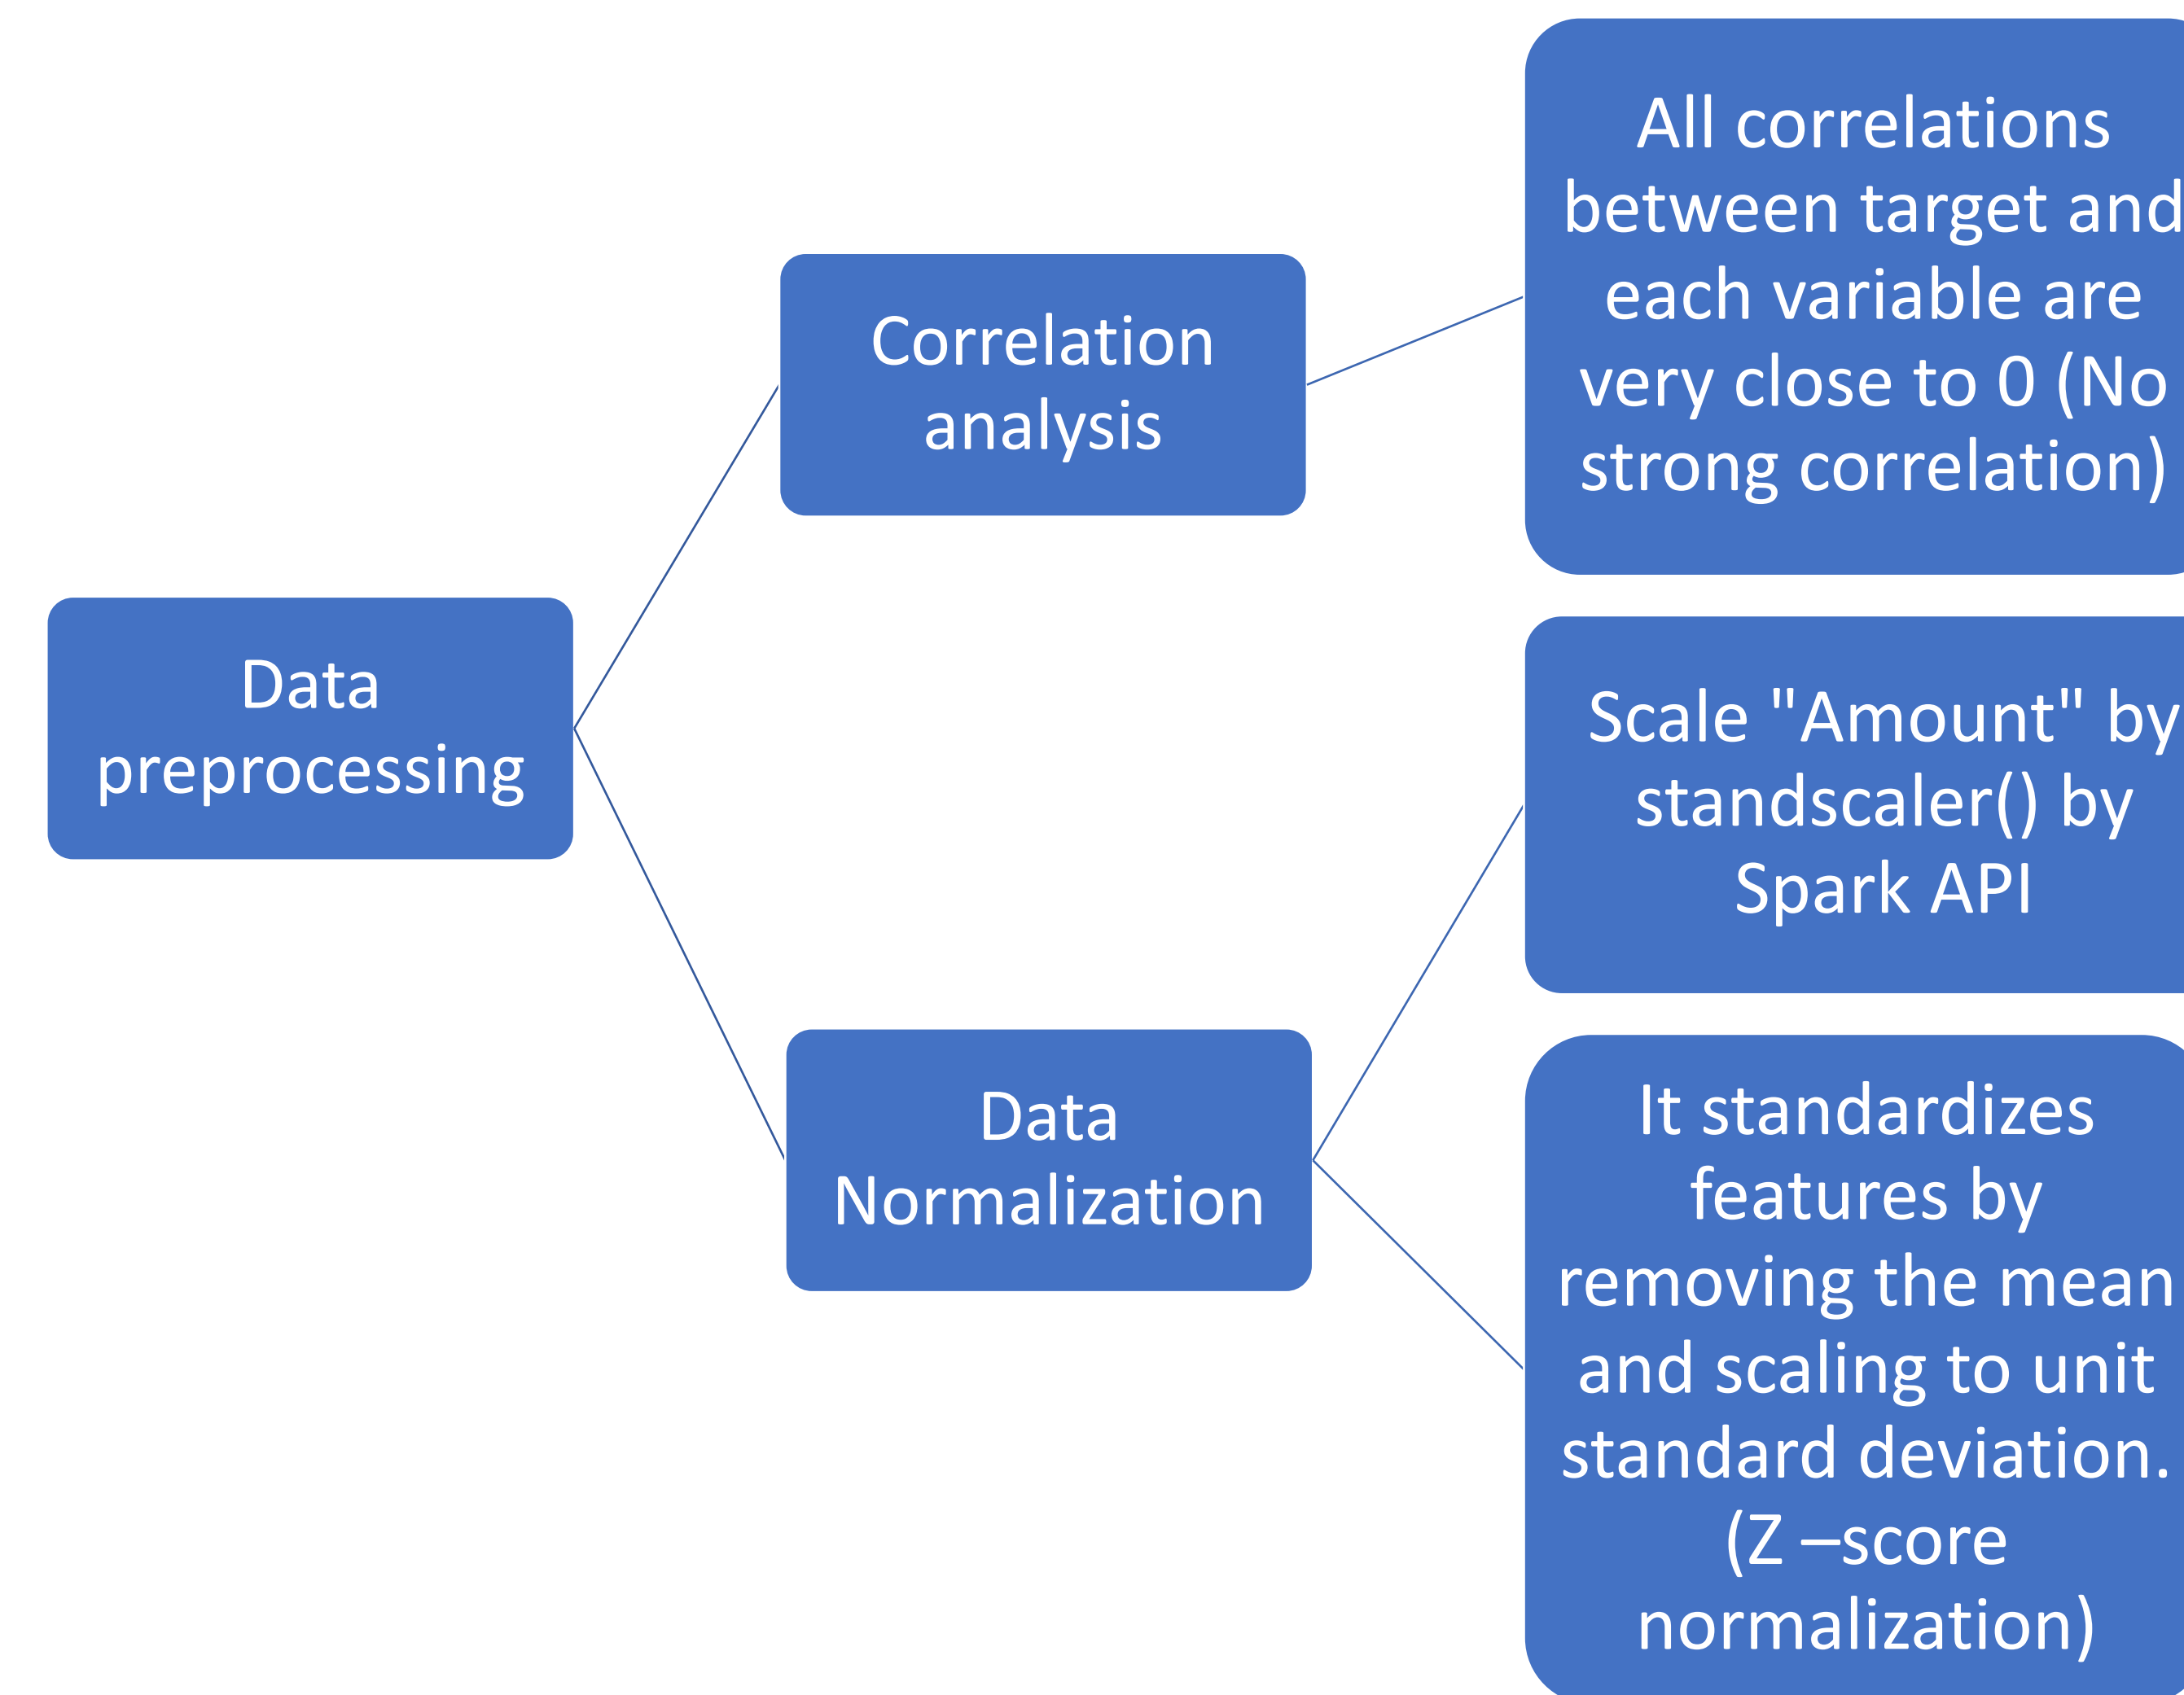 Data
preprocessing
Correlation
analysis
All correlations
between target and
each variable are
very close to 0 (No
strong correlation)
Data
Normalization
Scale "Amount" by
standscaler() by
Spark API
It standardizes
features by
removing the mean
and scaling to unit
standard deviation.
(Z –score
normalization)